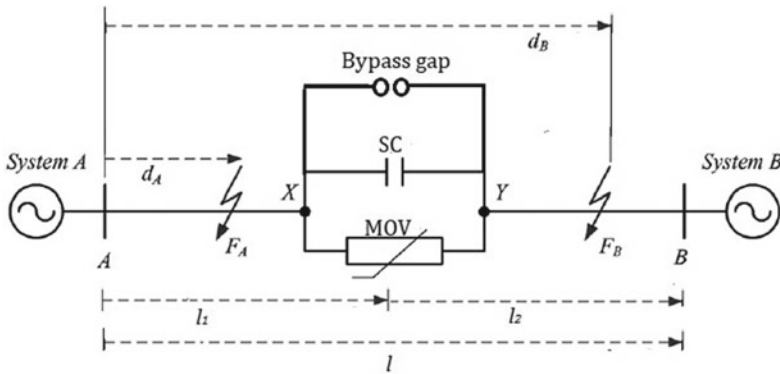 d_B
Bypass gap
System A
SC
System B
d_A
X
Y
F_A
MOV
F_B
A
B
l₁
l₂
l